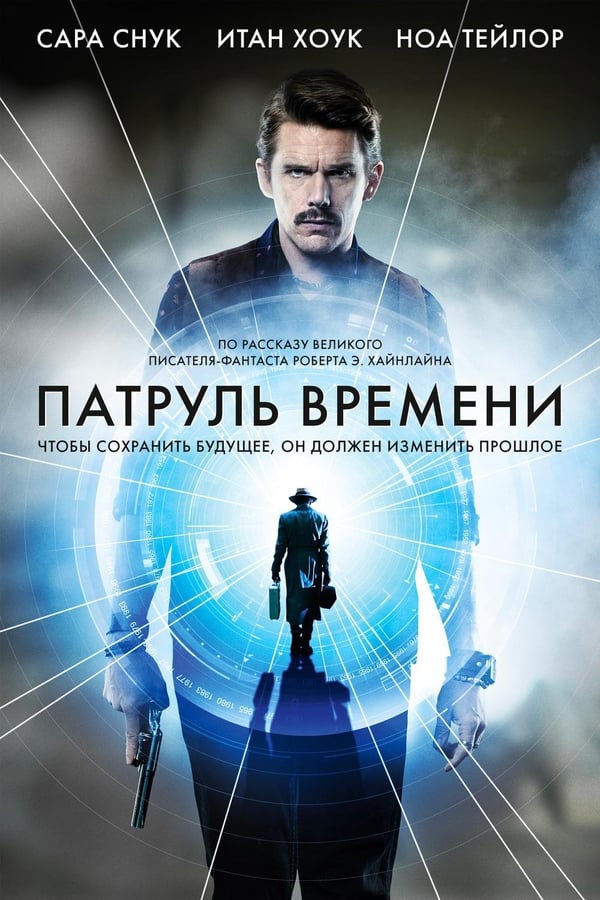 САРА СНУК ИТАН ХОУК НОА ТЕЙЛОР
ПО РАССКАЗУ ВЕЛИКОГО
ПИСАТЕЛЯ-ФАНТАСТА РОБЕРТА Э. ХАЙНЛАЙНА
ПАТРУЛЬ ВРЕМЕНИ
ЧТОБЫ СОХРАНИТЬ БУДУЩЕЕ, ОН ДОЛЖЕН ИЗМЕНИТЬ ПРОШЛОЕ